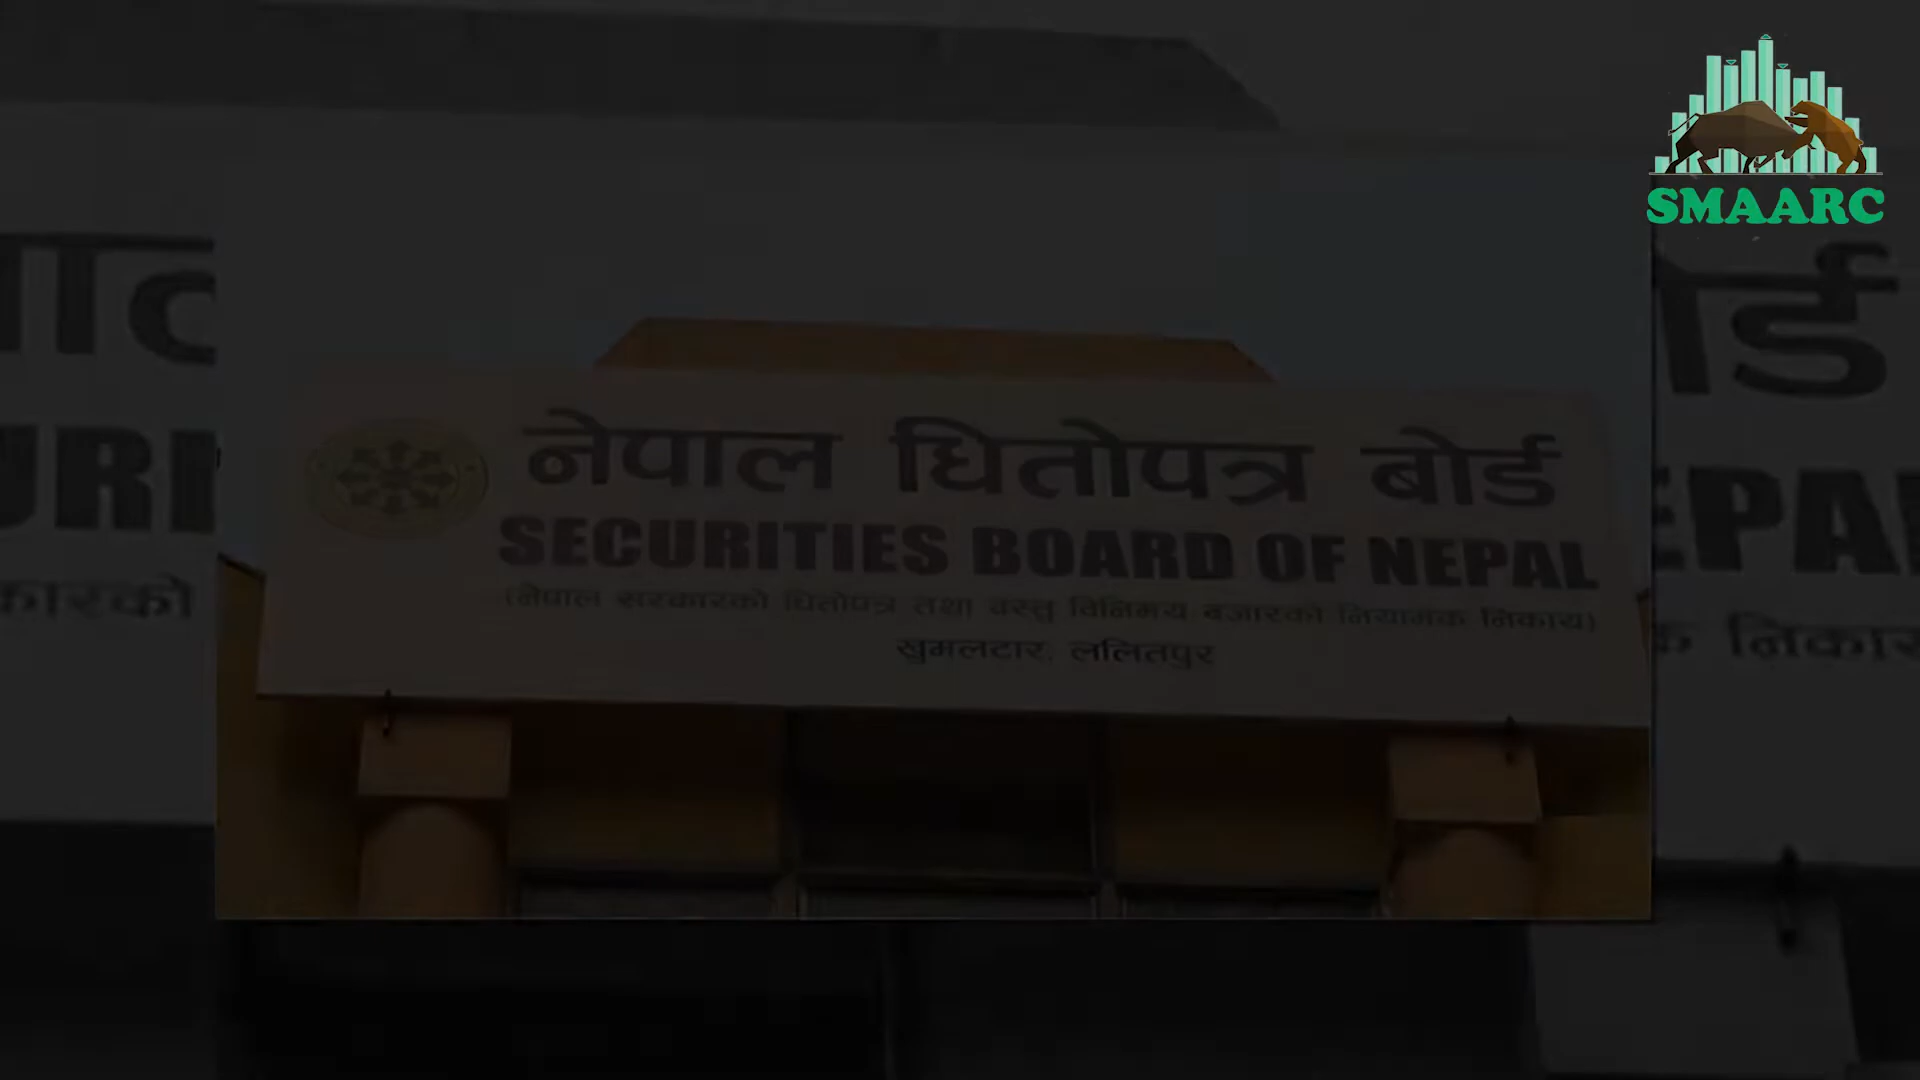 SMAARC
नेपाल धितोपत्र बोर्ड
SECURITIES BOARD OF NEPAL
(नेपाल सरकारको धितोपत्र तथा वस्तु विनिमय बजारको नियामक निकाय)
खुमलटार, ललितपुर